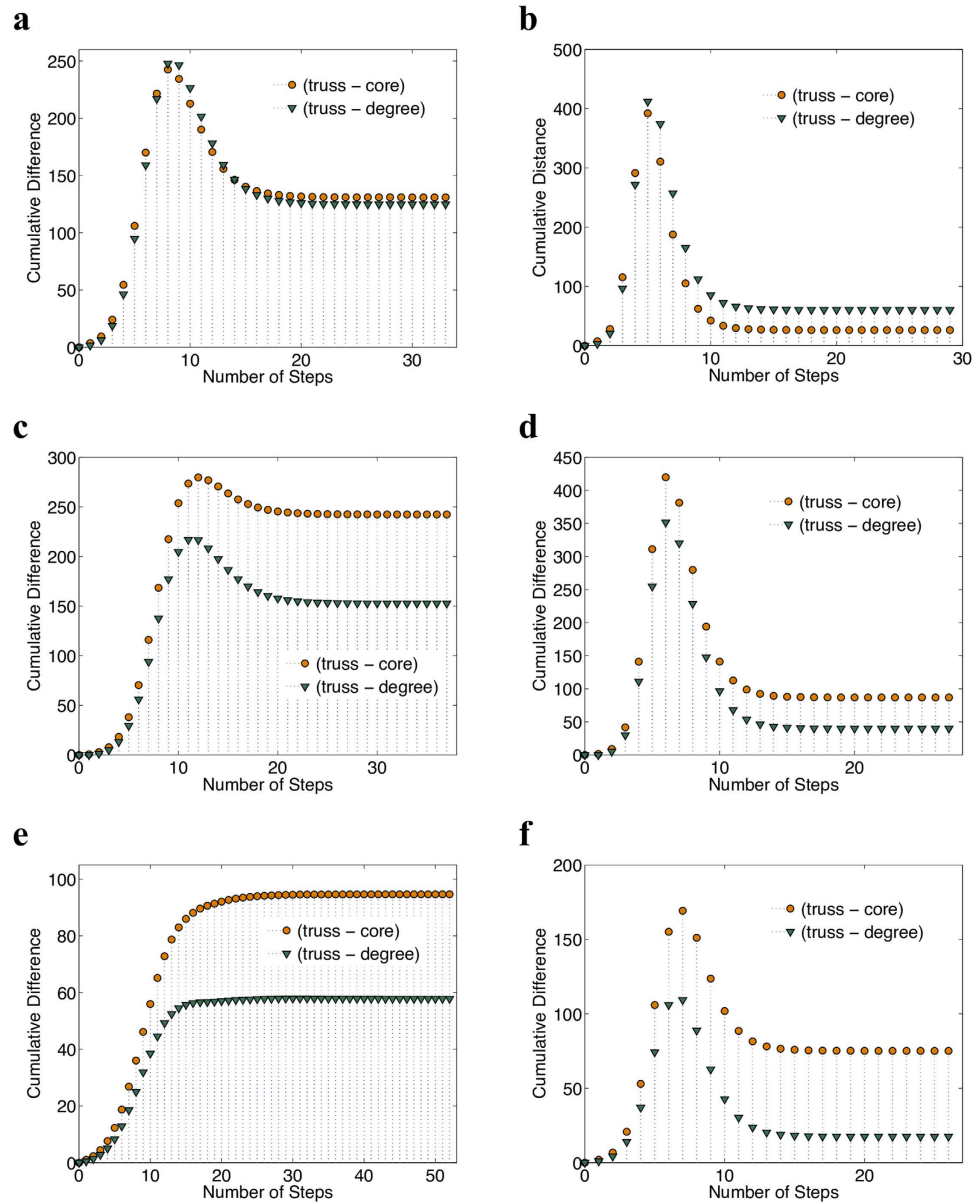 a
250
200
150
100
50
0
0
10
20
30
Cumulative Difference
Number of Steps
(truss – core)
(truss – degree)
b
500
400
300
200
100
0
0
10
20
30
Cumulative Distance
Number of Steps
(truss – core)
(truss – degree)
c
300
250
200
150
100
50
0
0
10
20
30
Cumulative Difference
Number of Steps
(truss – core)
(truss – degree)
d
450
400
350
300
250
200
150
100
50
0
0
10
20
Cumulative Difference
Number of Steps
(truss – core)
(truss – degree)
e
100
80
60
40
20
0
0
10
20
30
40
50
Cumulative Difference
Number of Steps
(truss – core)
(truss – degree)
f
200
150
100
50
0
0
10
20
Cumulative Difference
Number of Steps
(truss – core)
(truss – degree)